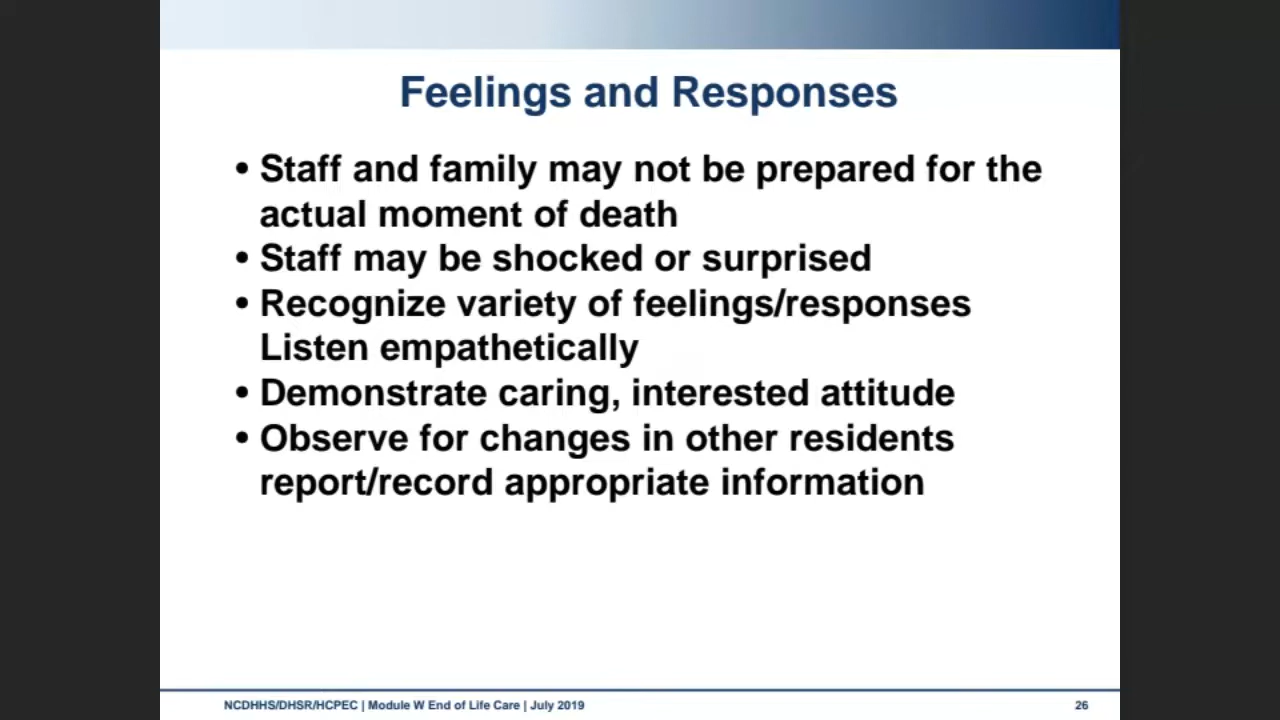 Feelings and Responses
• Staff and family may not be prepared for the
actual moment of death
• Staff may be shocked or surprised
• Recognize variety of feelings/responses
Listen empathetically
• Demonstrate caring, interested attitude
• Observe for changes in other residents
report/record appropriate information
NCDHHS/DHSR/HCPEC | Module W End of Life Care | July 2019
26